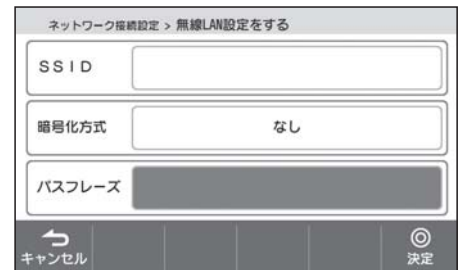 ネットワーク接続設定 > 無線LAN設定をする
SSID
暗号化方式
なし
パスフレーズ
キャンセル
決定